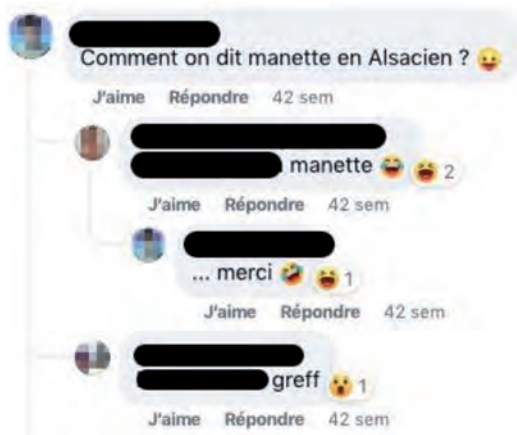 Comment on dit manette en Alsacien ? 😛
J'aime Répondre 42 sem
manette 😂 😆 2
J'aime Répondre 42 sem
... merci 🤣 😆 1
J'aime Répondre 42 sem
greff 😮 1
J'aime Répondre 42 sem